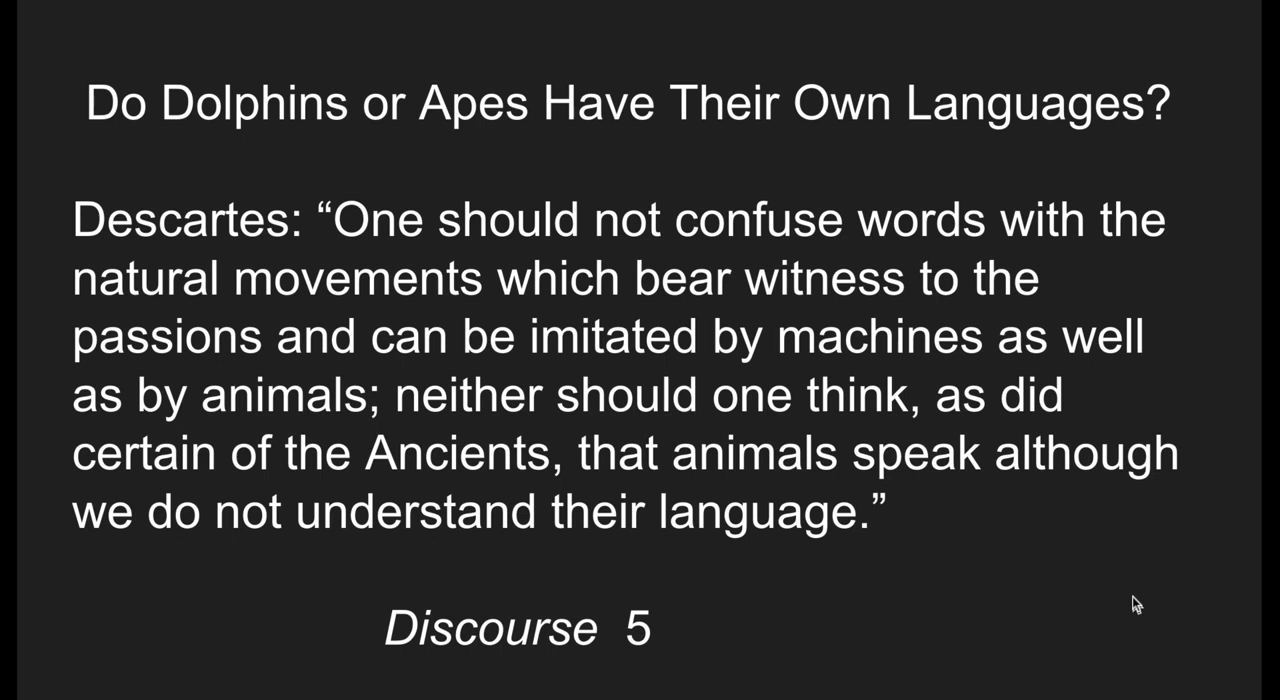 Do Dolphins or Apes Have Their Own Languages?
Descartes: “One should not confuse words with the
natural movements which bear witness to the
passions and can be imitated by machines as well
as by animals; neither should one think, as did
certain of the Ancients, that animals speak although
we do not understand their language.”
Discourse 5